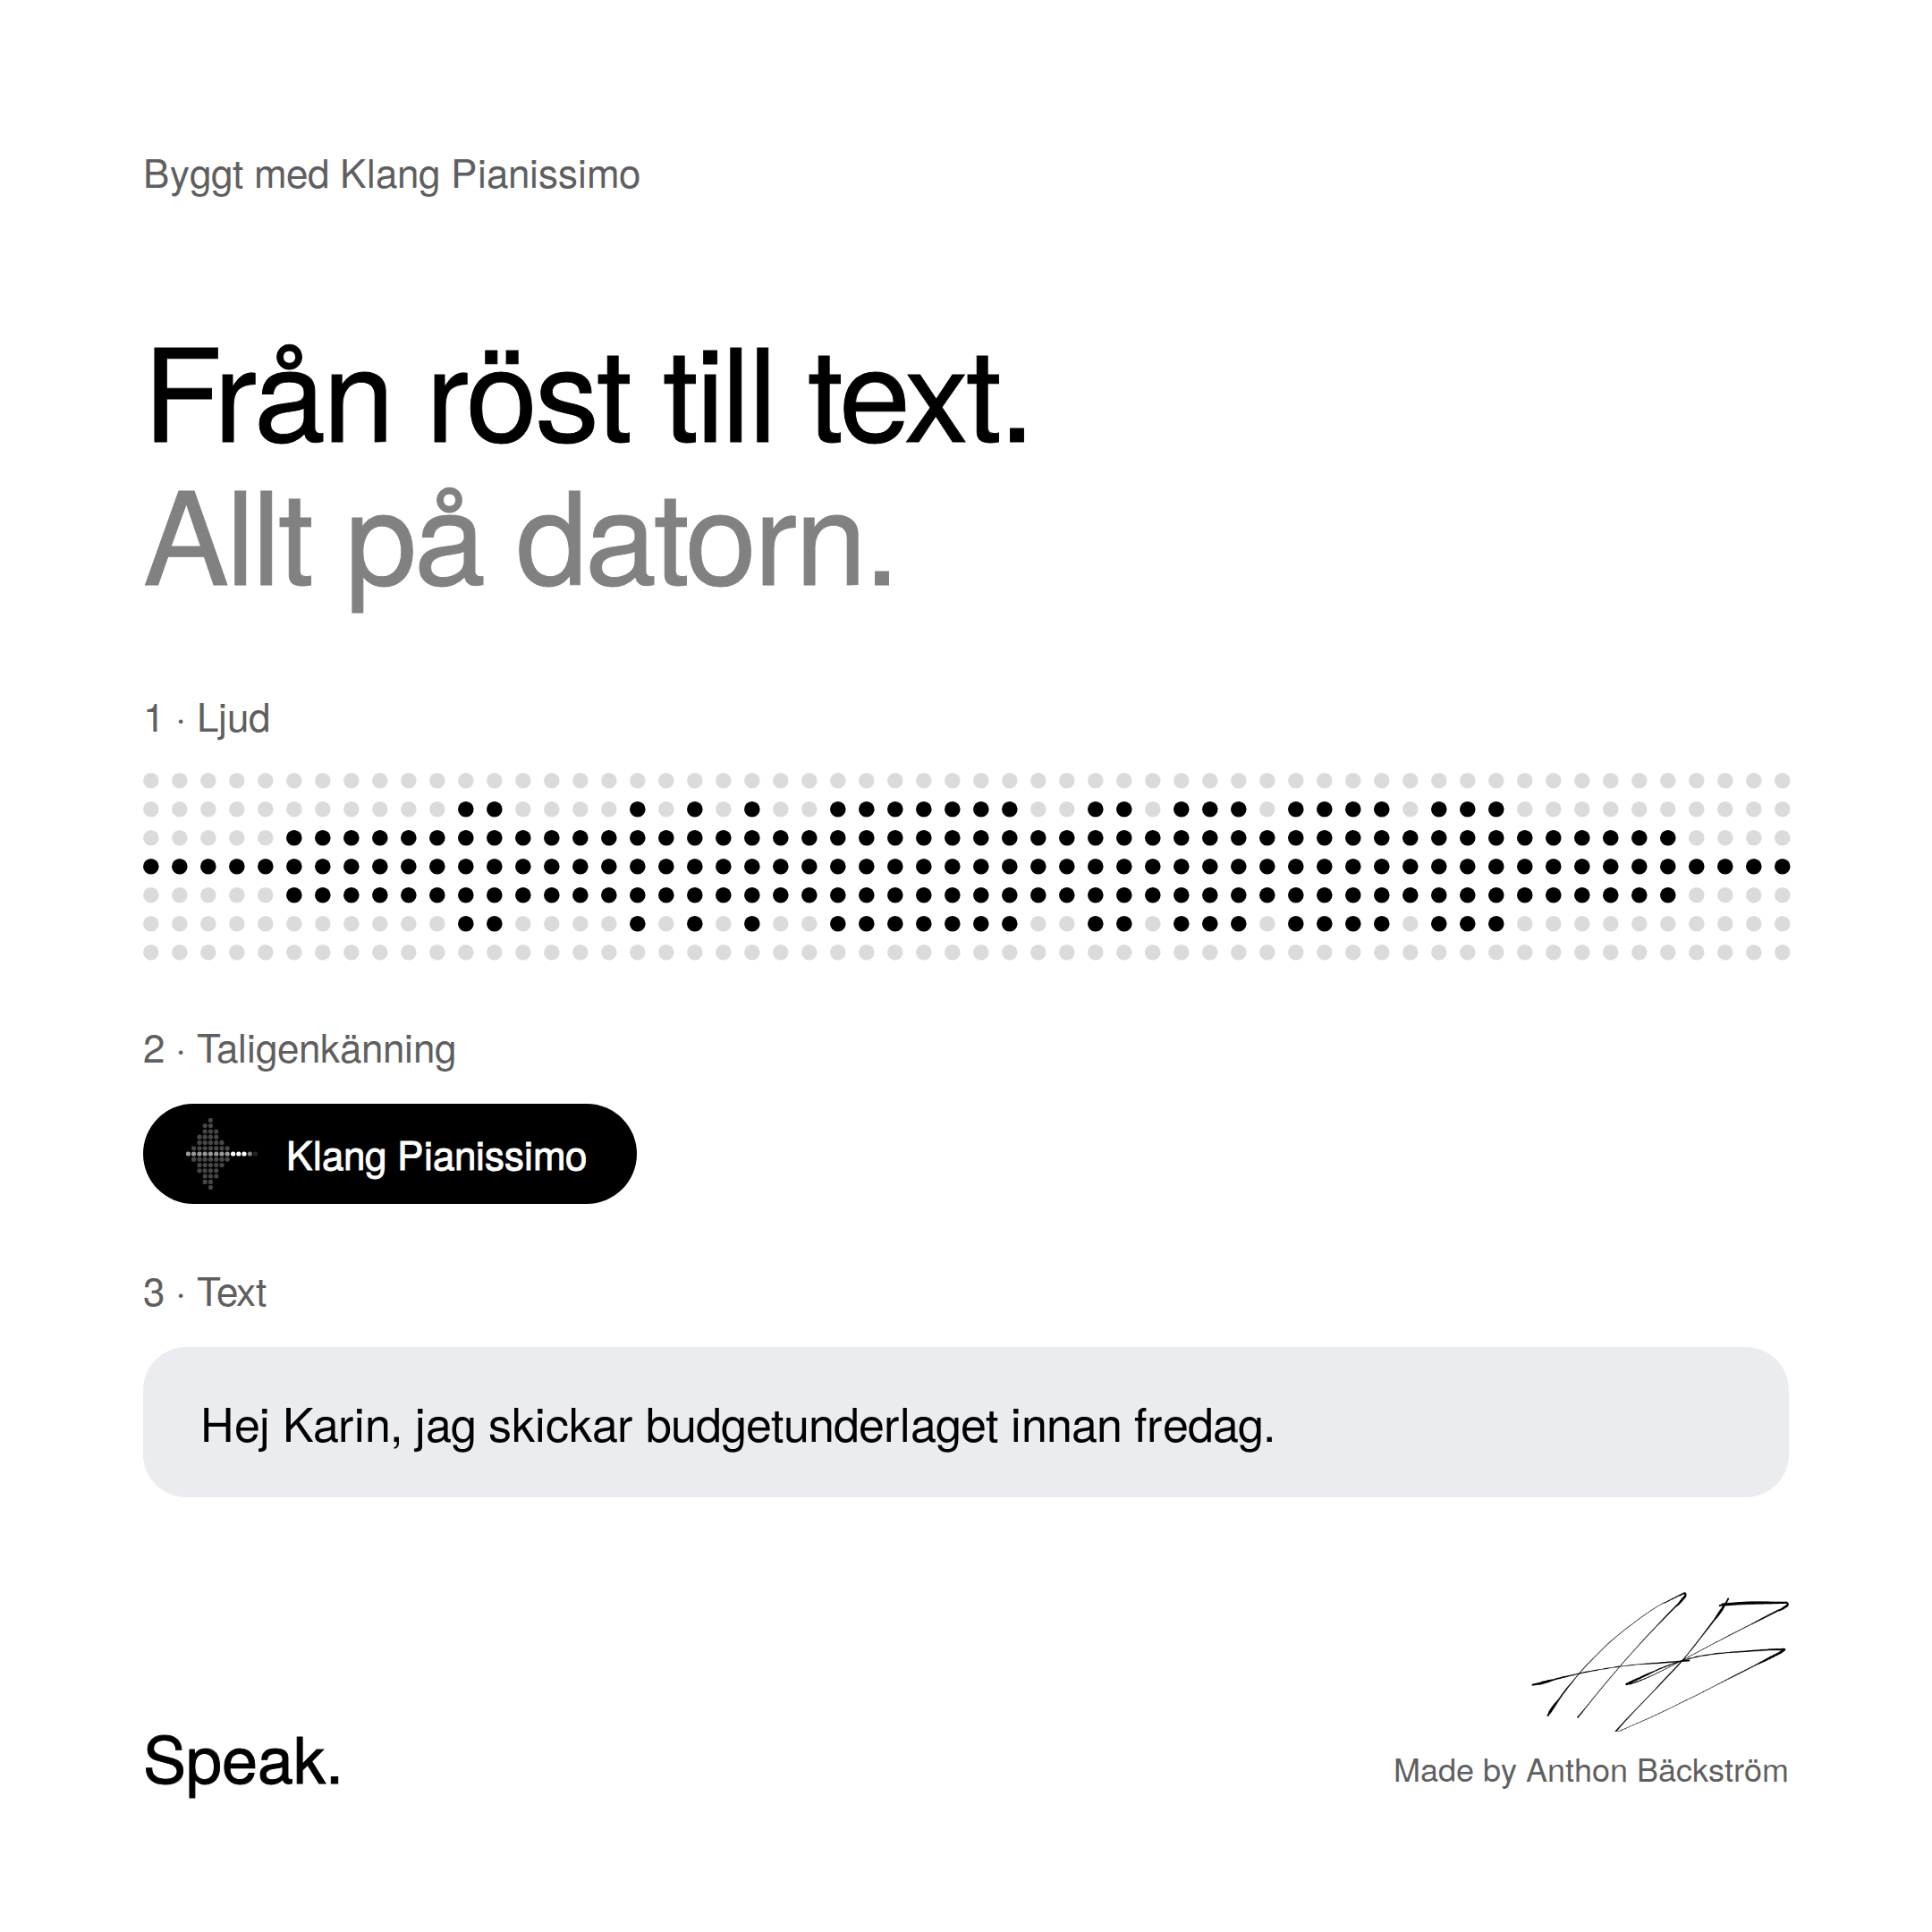 Byggt med Klang Pianissimo
Från röst till text.
Allt på datorn.
1 · Ljud
2 · Taligenkänning
Klang Pianissimo
3 · Text
Hej Karin, jag skickar budgetunderlaget innan fredag.
Speak.
Made by Anthon Bäckström